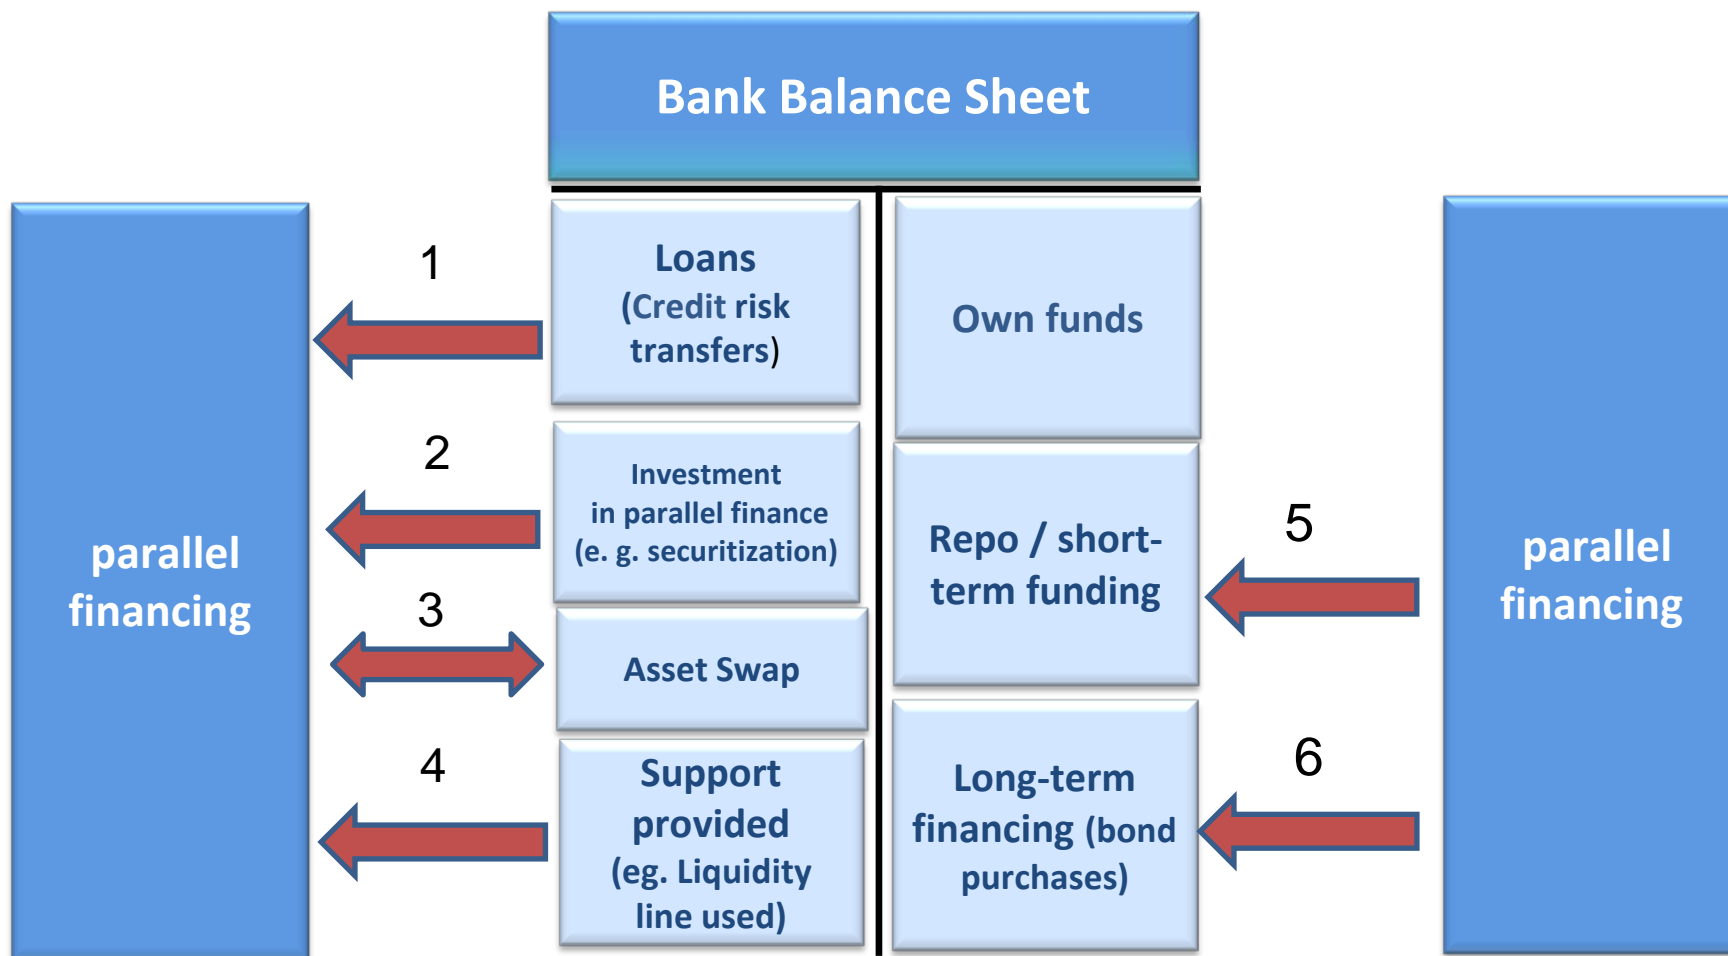 Bank Balance Sheet
parallel
financing
1
Loans
(Credit risk
transfers)
2
Investment
in parallel finance
(e. g. securitization)
3
Asset Swap
4
Support
provided
(eg. Liquidity
line used)
Own funds
Repo / short-
term funding
5
Long-term
financing (bond
purchases)
6
parallel
financing